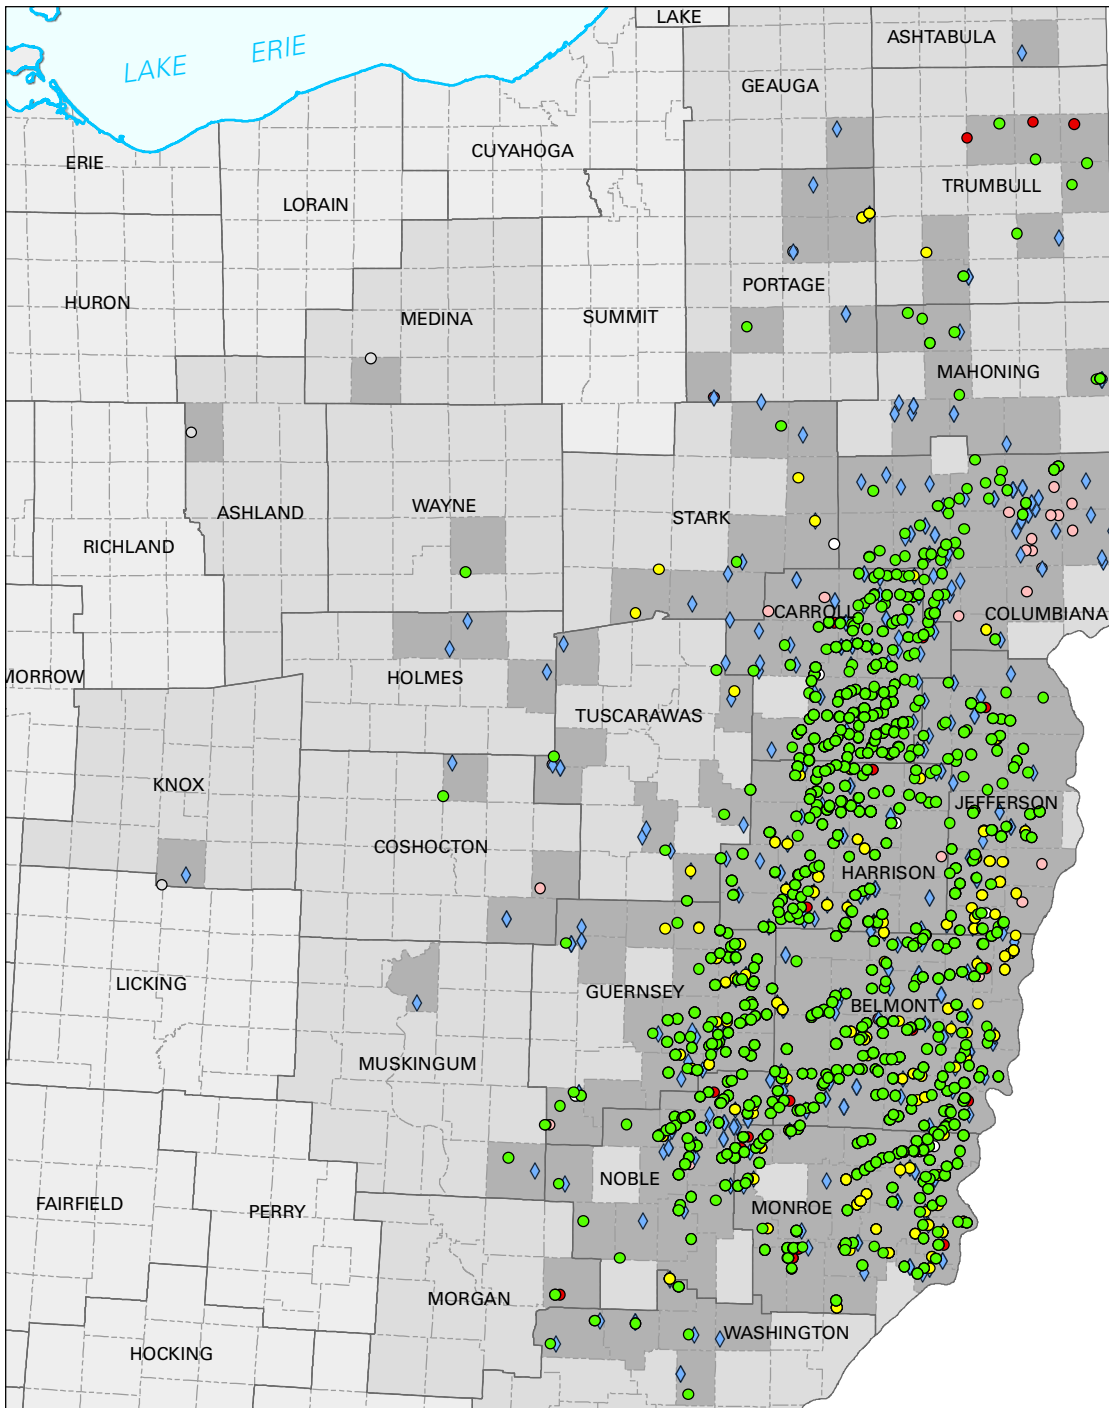 LAKE
ASHTABULA
LAKE ERIE
GEAUGA
CUYAHOGA
ERIE
TRUMBULL
LORAIN
PORTAGE
HURON
MEDINA
SUMMIT
MAHONING
WAYNE
ASHLAND
STARK
RICHLAND
CARROLL
COLUMBIANA
MORROW
HOLMES
TUSCARAWAS
KNOX
JEFFERSON
COSHOCTON
HARRISON
LICKING
GUERNSEY
BELMONT
MUSKINGUM
NOBLE
FAIRFIELD
PERRY
MONROE
MORGAN
WASHINGTON
HOCKING